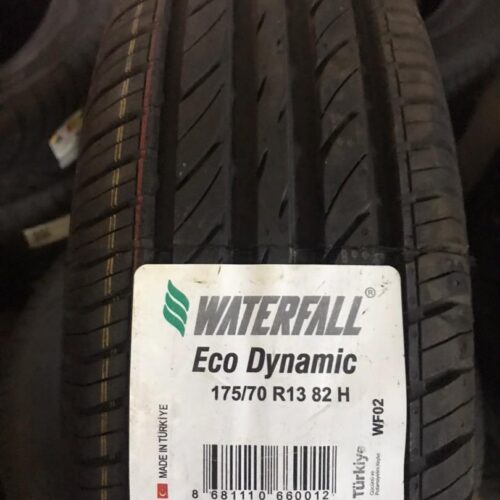 WATERFALL®
Eco Dynamic
175/70 R13 82 H
WF02
MADE IN TÜRKİYE
8 681110 660012
Türkiye